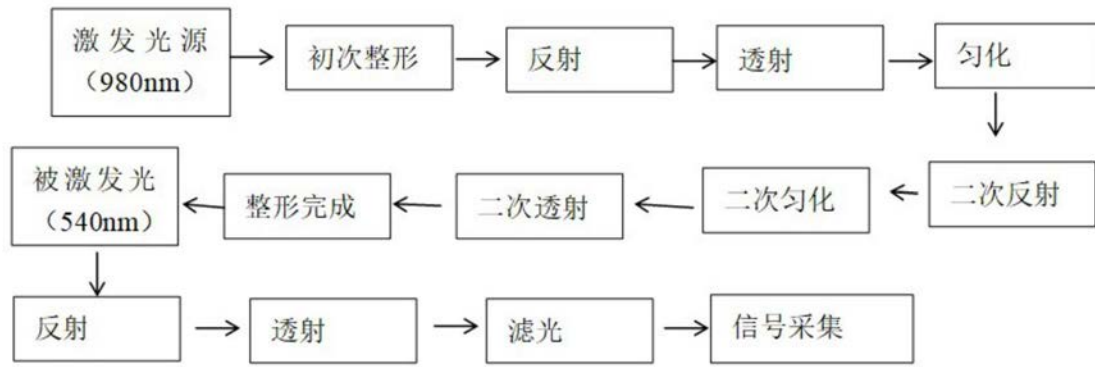 激发光源
（980nm）
初次整形
反射
透射
匀化
二次反射
二次匀化
二次透射
整形完成
被激发光
（540nm）
反射
透射
滤光
信号采集